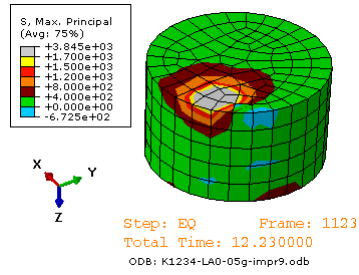 S, Max. Principal
(Avg: 75%)
+3.845e+03
+1.700e+03
+1.500e+03
+1.200e+03
+8.000e+02
+4.000e+02
+0.000e+00
-6.725e+02
X
Y
Z
Step: EQ Frame: 1123
Total Time: 12.230000
ODB: K1234-LA0-05g-impr9.odb